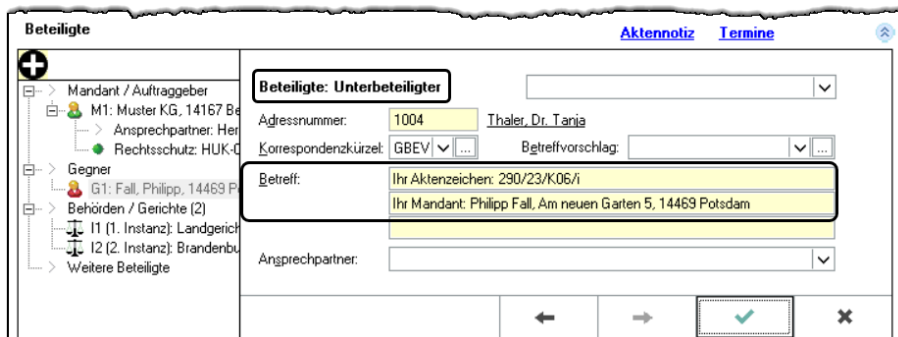 Beteiligte
Aktennotiz Termine
Mandant / Auftraggeber
M1: Muster KG, 14167 Be
Ansprechpartner: Her
Rechtsschutz: HUK-C
Gegner
G1: Fall, Philipp, 14469 P
Behörden / Gerichte (2)
I1 (1. Instanz): Landgerich
I2 (2. Instanz): Brandenbu
Weitere Beteiligte
Beteiligte: Unterbeteiligter
Adressnummer: 1004 Thaler, Dr. Tanja
Korrespondenzkürzel: GBEV ... Betreffvorschlag: ...
Betreff: Ihr Aktenzeichen: 290/23/K06/i
Ihr Mandant: Philipp Fall, Am neuen Garten 5, 14469 Potsdam
Ansprechpartner: